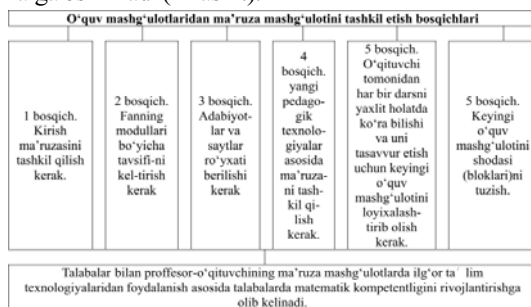 O‘quv mashg‘ulotlaridan ma’ruza mashg‘ulotini tashkil etish bosqichlari
1 bosqich.
Kirish
ma’ruzasini
tashkil qilish
kerak.
2 bosqich.
Fanning
modullari
bo‘yicha
tavsifi-ni
kel-tirish
kerak
3 bosqich.
Adabiyot-
lar va
saytlar
ro‘yxati
berilishi
kerak
4
bosqich.
yangi
pedago-
gik
texnolo-
giyalar
asosida
ma’ruza-
ni tash-
kil qi-
lish
kerak.
5 bosqich.
O‘qituvchi
tomonidan
har bir darsni
yaxlit holatda
ko‘ra bilishi
va uni
tasavvur etish
uchun keyingi
o‘quv
mashg‘ulotini
loyixalash-
tirib olish
kerak.
5 bosqich.
Keyingi
o‘quv
mashg‘ulotini
shodasi
(bloklari)ni
tuzish.
Talabalar bilan proffesor-o‘qituvchining ma’ruza mashg‘ulotlarda ilg‘or ta’lim
texnologiyalaridan foydalanish asosida talabalarda matematik kompetentligini rivojlantirishga
olib kelinadi.